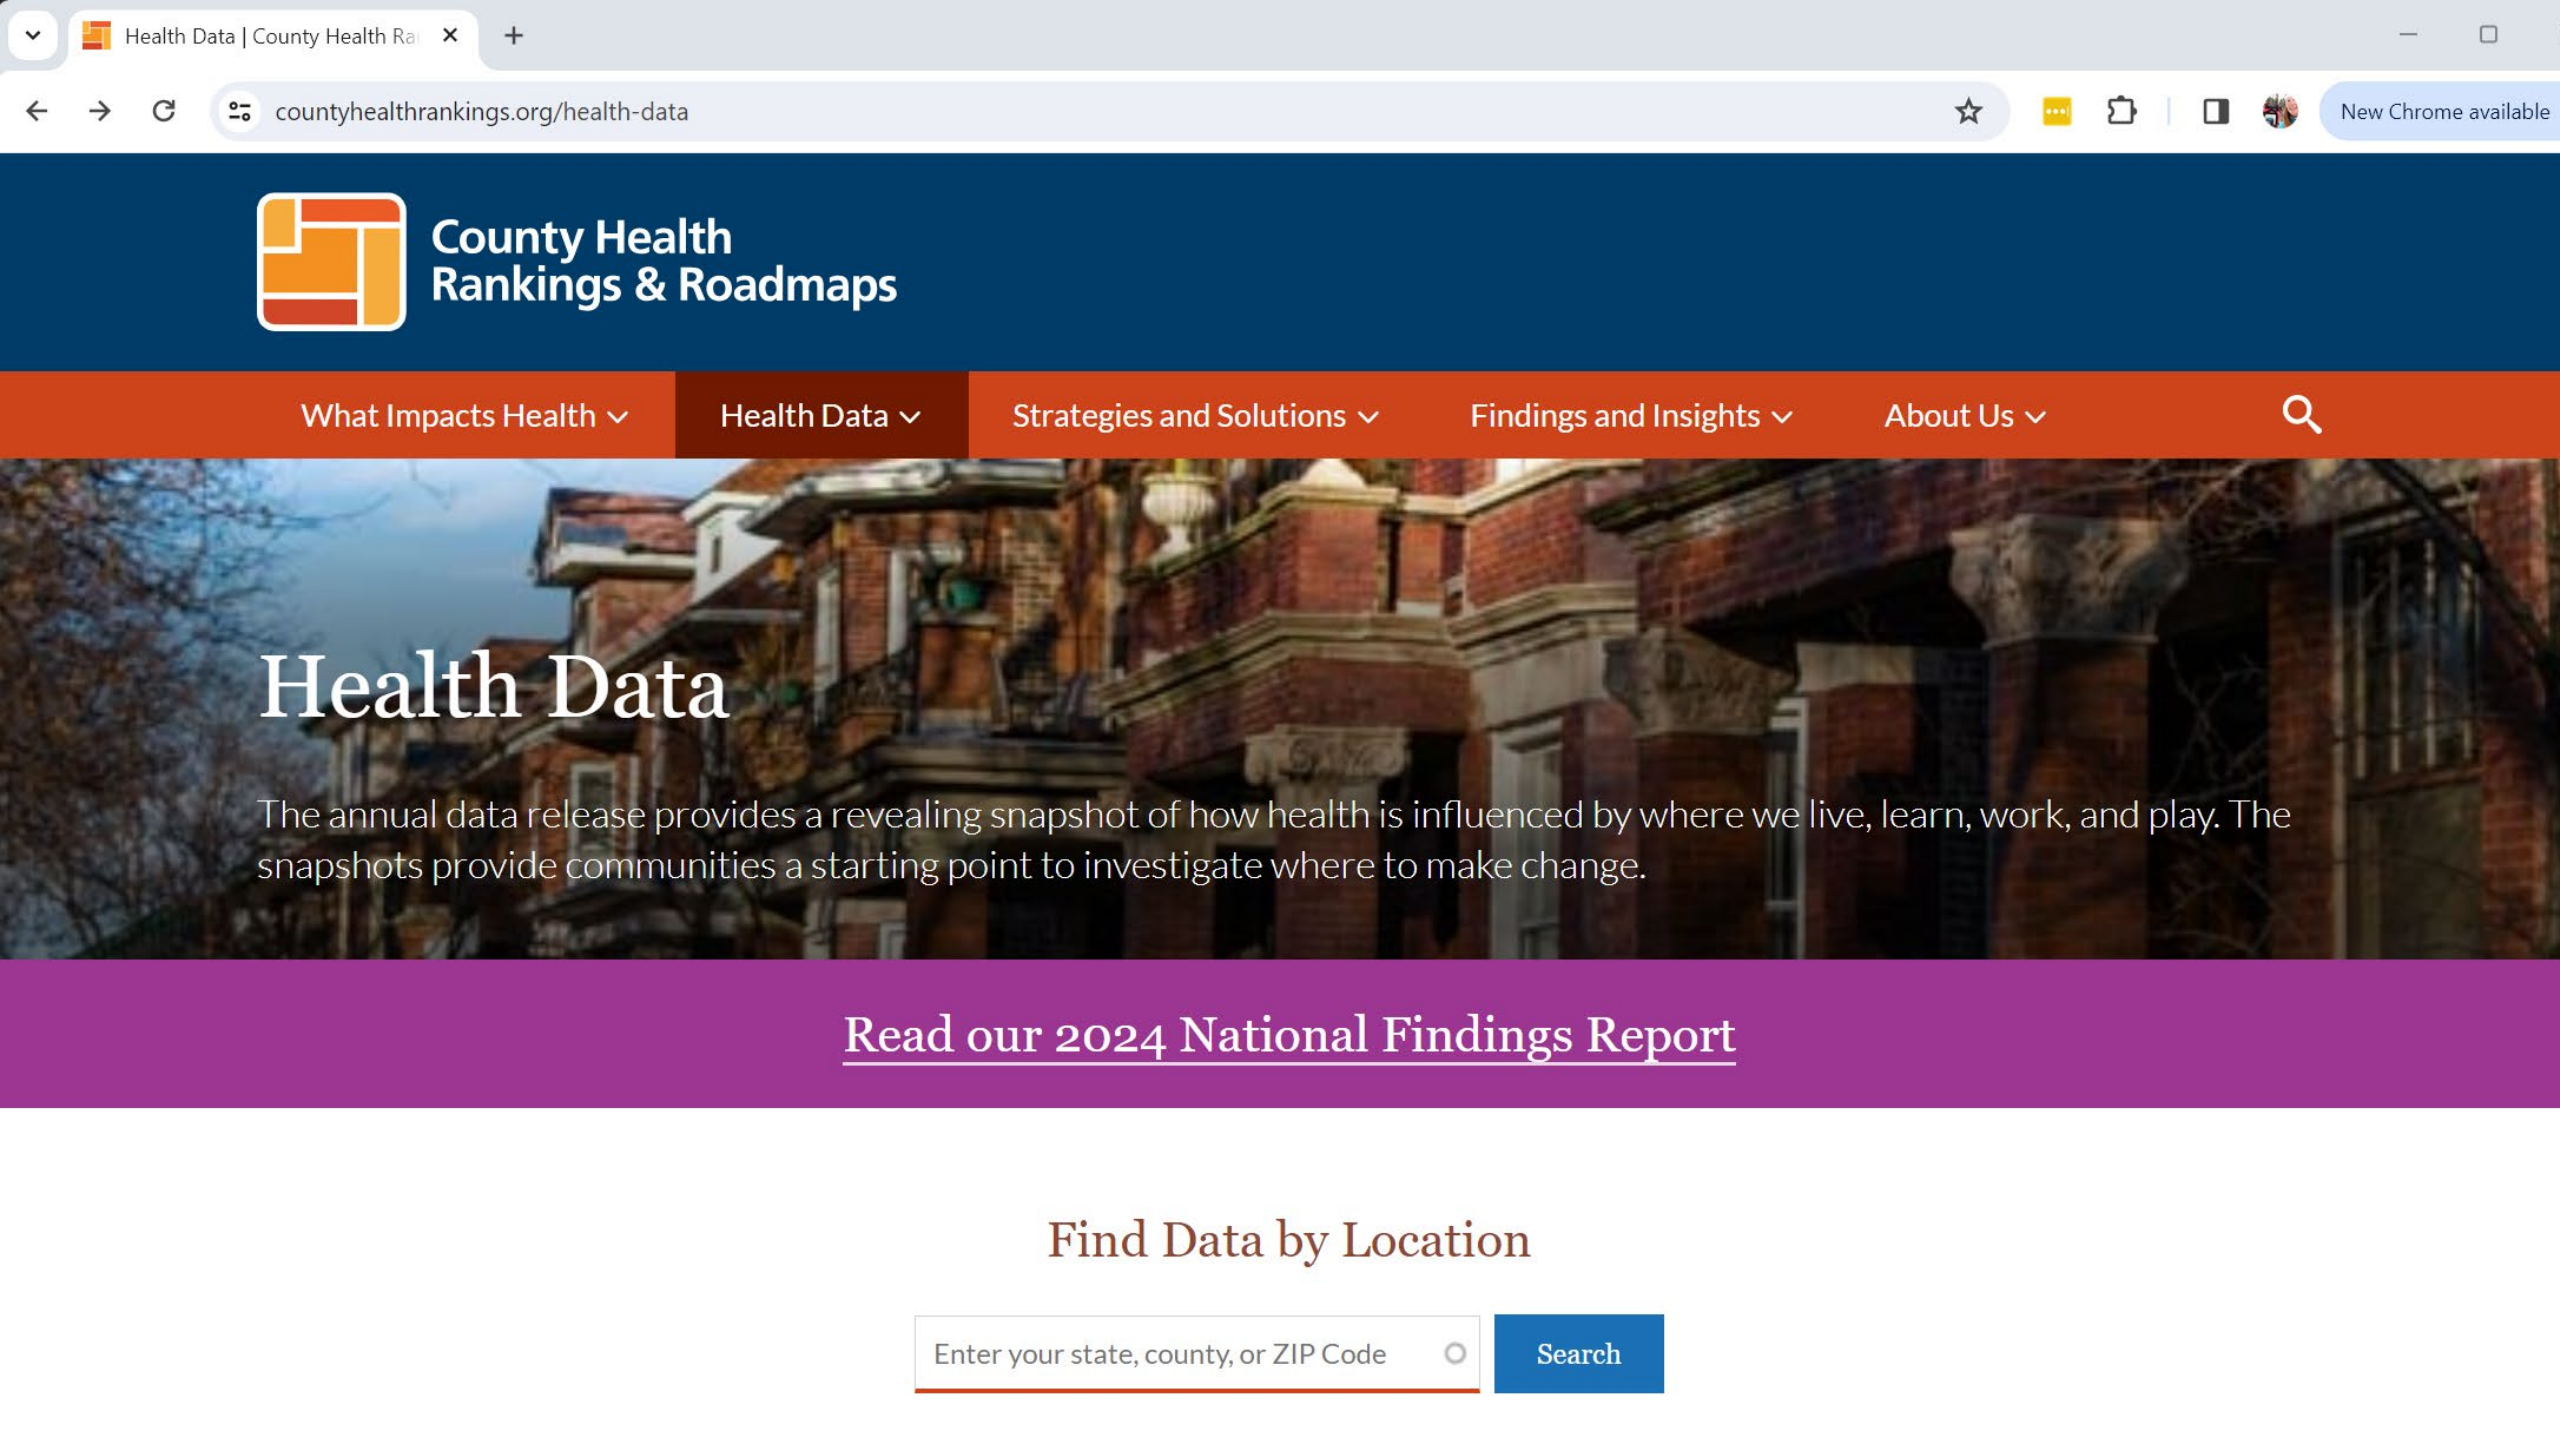 Health Data | County Health Ra
countyhealthrankings.org/health-data
New Chrome available
County Health
Rankings & Roadmaps
What Impacts Health
Health Data
Strategies and Solutions
Findings and Insights
About Us
Health Data
The annual data release provides a revealing snapshot of how health is influenced by where we live, learn, work, and play. The
snapshots provide communities a starting point to investigate where to make change.
Read our 2024 National Findings Report
Find Data by Location
Enter your state, county, or ZIP Code
Search